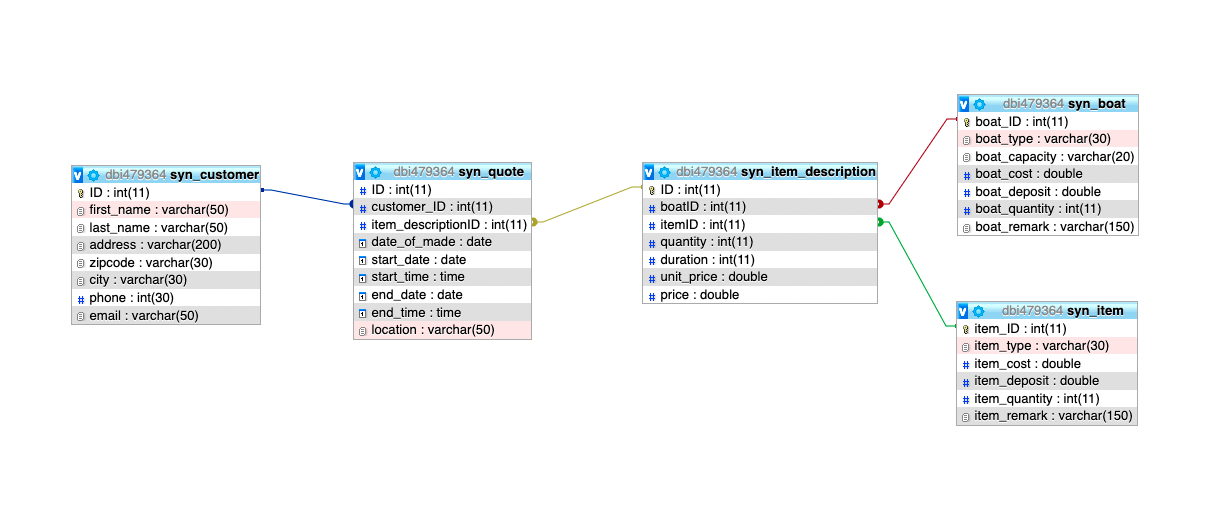 dbi479364 syn_customer
ID : int(11)
first_name : varchar(50)
last_name : varchar(50)
address : varchar(200)
zipcode : varchar(30)
city : varchar(30)
phone : int(30)
email : varchar(50)
dbi479364 syn_quote
ID : int(11)
customer_ID : int(11)
item_descriptionID : int(11)
date_of_made : date
start_date : date
start_time : time
end_date : date
end_time : time
location : varchar(50)
dbi479364 syn_item_description
ID : int(11)
boatID : int(11)
itemID : int(11)
quantity : int(11)
duration : int(11)
unit_price : double
price : double
dbi479364 syn_boat
boat_ID : int(11)
boat_type : varchar(30)
boat_capacity : varchar(20)
boat_cost : double
boat_deposit : double
boat_quantity : int(11)
boat_remark : varchar(150)
dbi479364 syn_item
item_ID : int(11)
item_type : varchar(30)
item_cost : double
item_deposit : double
item_quantity : int(11)
item_remark : varchar(150)